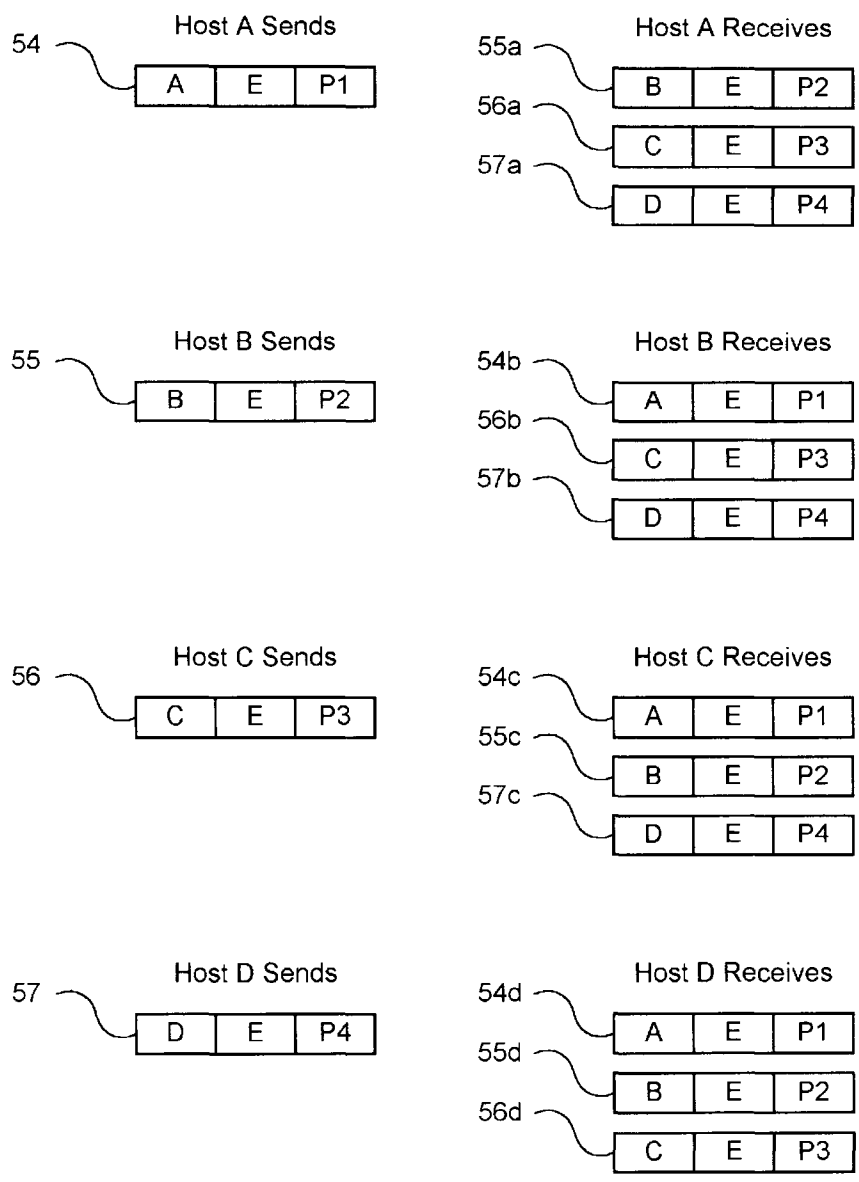 Host A Sends
54
A E P1
Host A Receives
55a
B E P2
56a
C E P3
57a
D E P4
Host B Sends
55
B E P2
Host B Receives
54b
A E P1
56b
C E P3
57b
D E P4
Host C Sends
56
C E P3
Host C Receives
54c
A E P1
55c
B E P2
57c
D E P4
Host D Sends
57
D E P4
Host D Receives
54d
A E P1
55d
B E P2
56d
C E P3